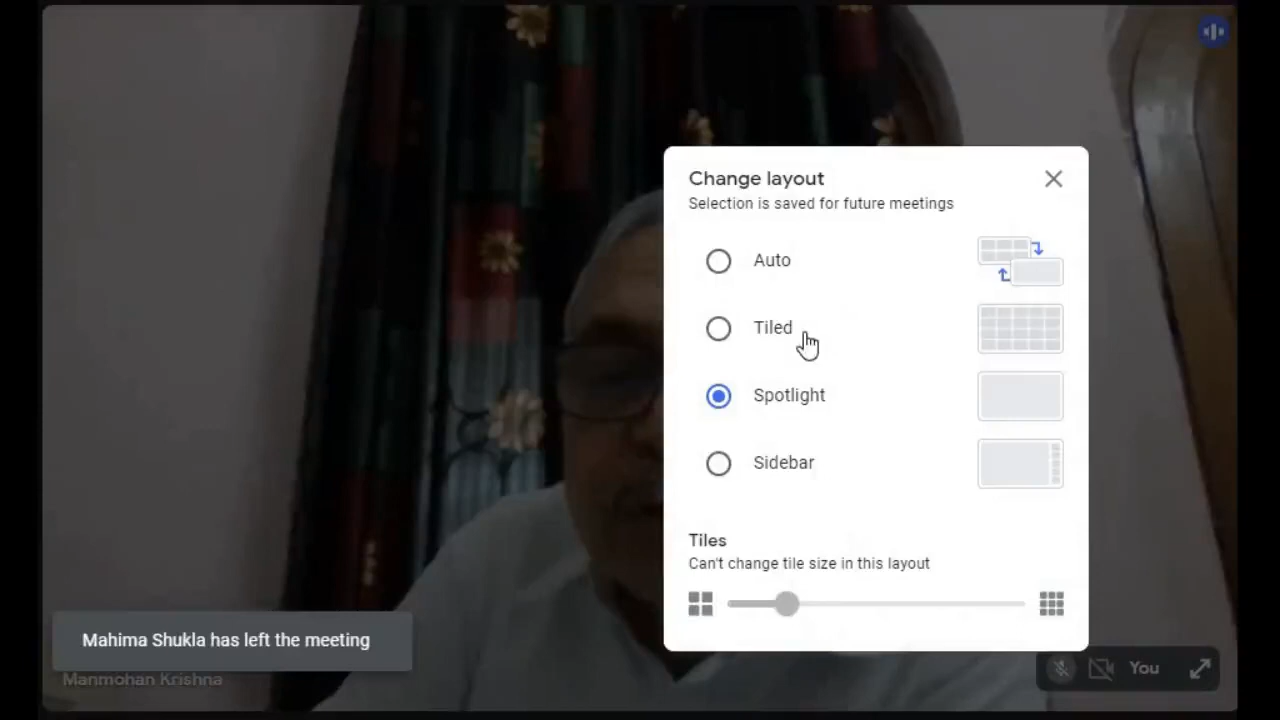 Change layout
Selection is saved for future meetings
Auto
Tiled
Spotlight
Sidebar
Tiles
Can't change tile size in this layout
Mahima Shukla has left the meeting
Manmohan Krishna
You